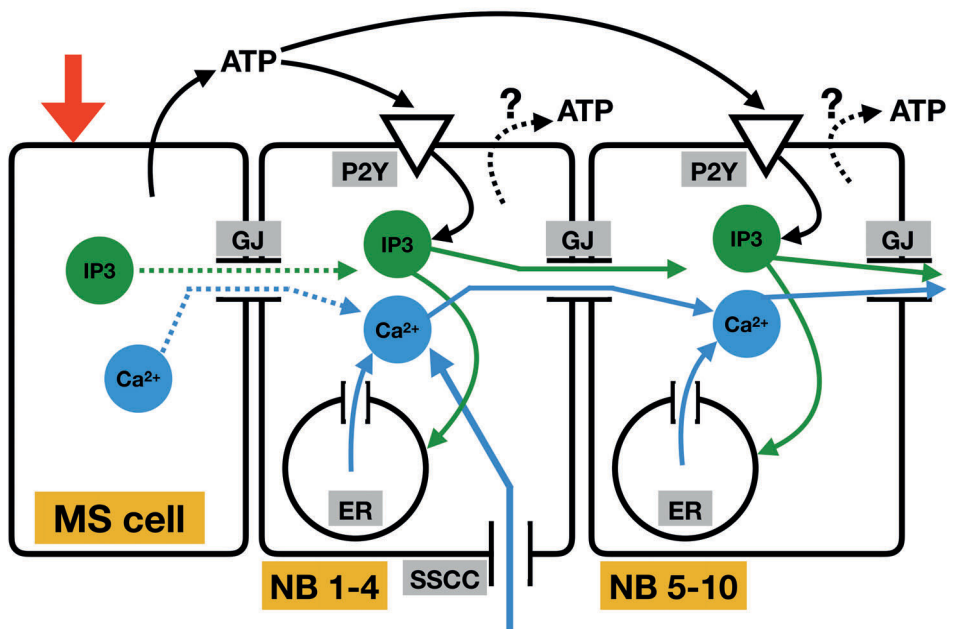 ATP
?
ATP
?
ATP
P2Y
P2Y
GJ
IP3
GJ
IP3
GJ
IP3
Ca²⁺
Ca²⁺
Ca²⁺
ER
ER
MS cell
NB 1-4
SSCC
NB 5-10